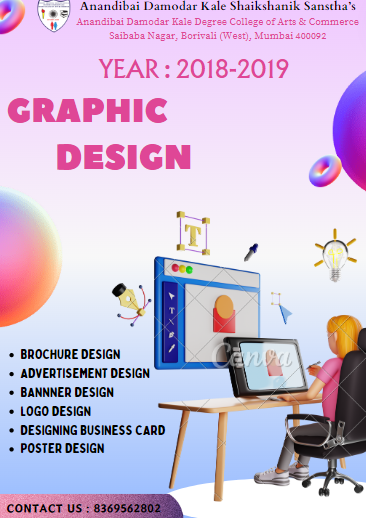 Anandibai Damodar Kale Shaikshanik Sanstha's
Anandibai Damodar Kale Degree College of Arts & Commerce
Saibaba Nagar, Borivali (West), Mumbai 400092
YEAR : 2018-2019
GRAPHIC
DESIGN
T
T
Canva
BROCHURE DESIGN
ADVERTISEMENT DESIGN
BANNNER DESIGN
LOGO DESIGN
DESIGNING BUSINESS CARD
POSTER DESIGN
CONTACT US : 8369562802